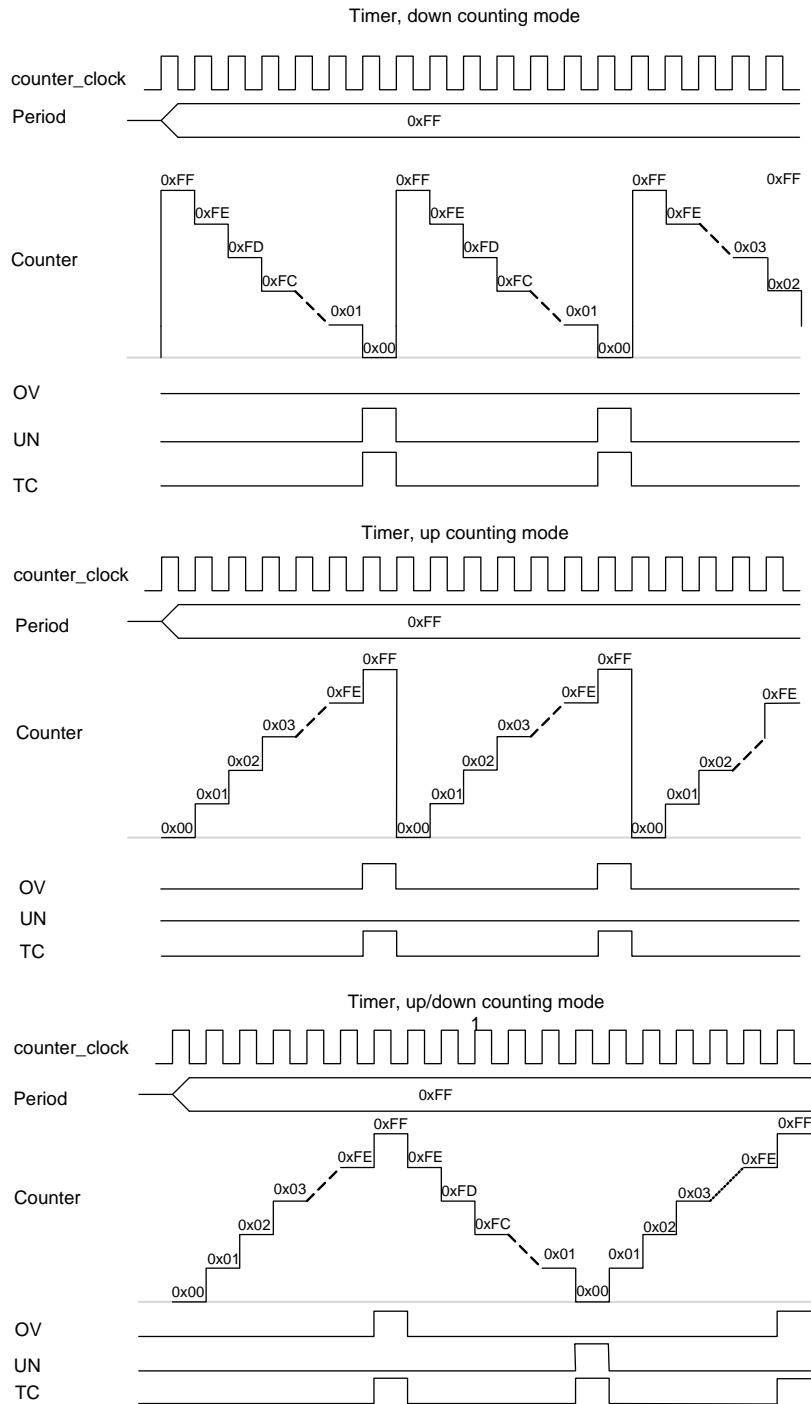 Timer, down counting mode
counter_clock
Period
0xFF
0xFF 0xFF 0xFF 0xFF
0xFE 0xFE 0xFE
0xFD 0xFD 0x03
Counter
0xFC 0xFC 0x02
0x01 0x01
0x00 0x00
OV
UN
TC
Timer, up counting mode
counter_clock
Period
0xFF
0xFF 0xFF
0xFE 0xFE 0xFE
Counter
0x03 0x03
0x02 0x02 0x02
0x01 0x01 0x01
0x00 0x00 0x00
OV
UN
TC
Timer, up/down counting mode
1
counter_clock
Period
0xFF
0xFF 0xFF
0xFE 0xFE 0xFE
Counter
0x03 0xFD 0x03
0x02 0xFC 0x02
0x01 0x01 0x01
0x00 0x00
OV
UN
TC